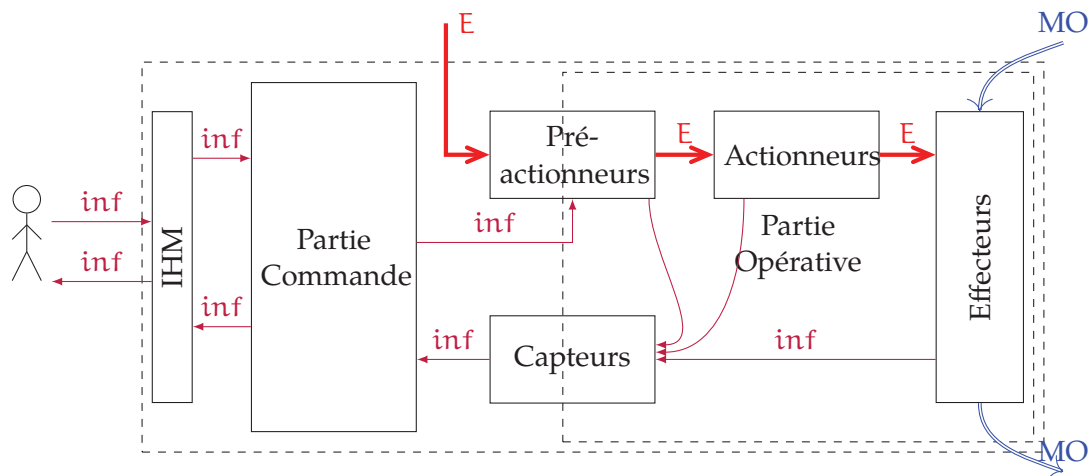 E
MO
inf
Pré-
actionneurs
E
Actionneurs
E
inf
inf
IHM
Partie
Commande
inf
Partie
Opérative
Effecteurs
inf
inf
inf
Capteurs
inf
MO